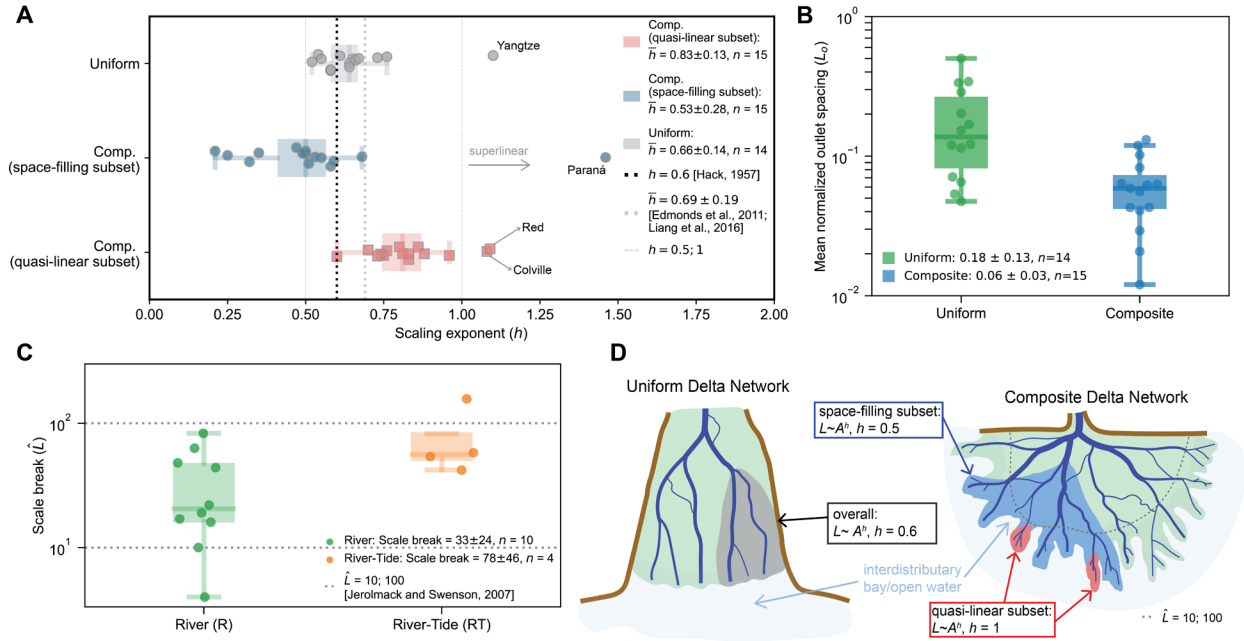 A
Uniform
Comp.
(space-filling subset)
Comp.
(quasi-linear subset)
Yangtze
superlinear
Paraná
Red
Colville
Comp.
(quasi-linear subset):
h̅ = 0.83±0.13, n = 15
Comp.
(space-filling subset):
h̅ = 0.53±0.28, n = 15
Uniform:
h̅ = 0.66±0.14, n = 14
h = 0.6 [Hack, 1957]
h̅ = 0.69 ± 0.19
[Edmonds et al., 2011;
Liang et al., 2016]
h = 0.5; 1
0.00 0.25 0.50 0.75 1.00 1.25 1.50 1.75 2.00
Scaling exponent (h)
B
Mean normalized outlet spacing (Lₒ)
10⁰
10⁻¹
10⁻²
Uniform: 0.18 ± 0.13, n=14
Composite: 0.06 ± 0.03, n=15
Uniform Composite
C
Scale break (L̂)
10²
10¹
River: Scale break = 33±24, n = 10
River-Tide: Scale break = 78±46, n = 4
L̂ = 10; 100
[Jerolmack and Swenson, 2007]
River (R) River-Tide (RT)
D
Uniform Delta Network
Composite Delta Network
space-filling subset:
L~Aʰ, h = 0.5
overall:
L~ Aʰ, h = 0.6
interdistributary
bay/open water
quasi-linear subset:
L~Aʰ, h = 1
L̂ = 10; 100